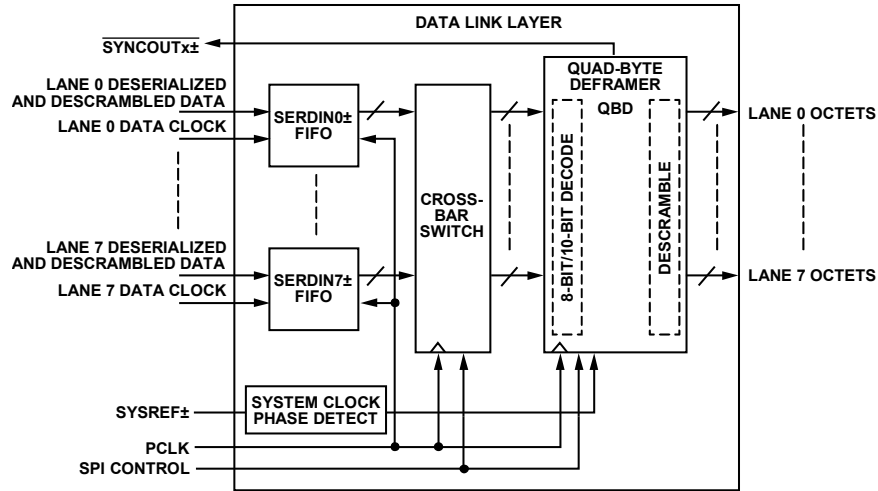 DATA LINK LAYER
SYNCOUTx±
LANE 0 DESERIALIZED
AND DESCRAMBLED DATA
LANE 0 DATA CLOCK
SERDIN0±
FIFO
LANE 7 DESERIALIZED
AND DESCRAMBLED DATA
LANE 7 DATA CLOCK
SERDIN7±
FIFO
CROSS-
BAR
SWITCH
QUAD-BYTE
DEFRAMER
QBD
8-BIT/10-BIT DECODE
DESCRAMBLE
LANE 0 OCTETS
LANE 7 OCTETS
SYSREF±
SYSTEM CLOCK
PHASE DETECT
PCLK
SPI CONTROL